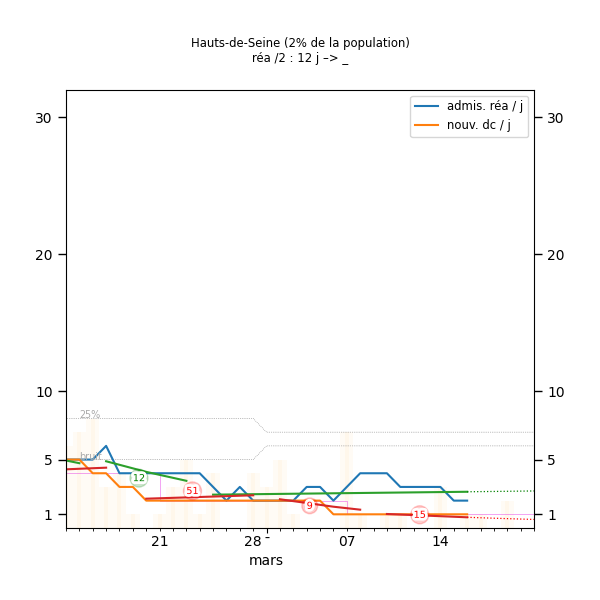 Hauts-de-Seine (2% de la population)
réa /2 : 12 j –> _
admis. réa / j
nouv. dc / j
30 30
20 20
10 10
25%
5 bruit 5
12
51
9
15
1 1
21 28 07 14
mars